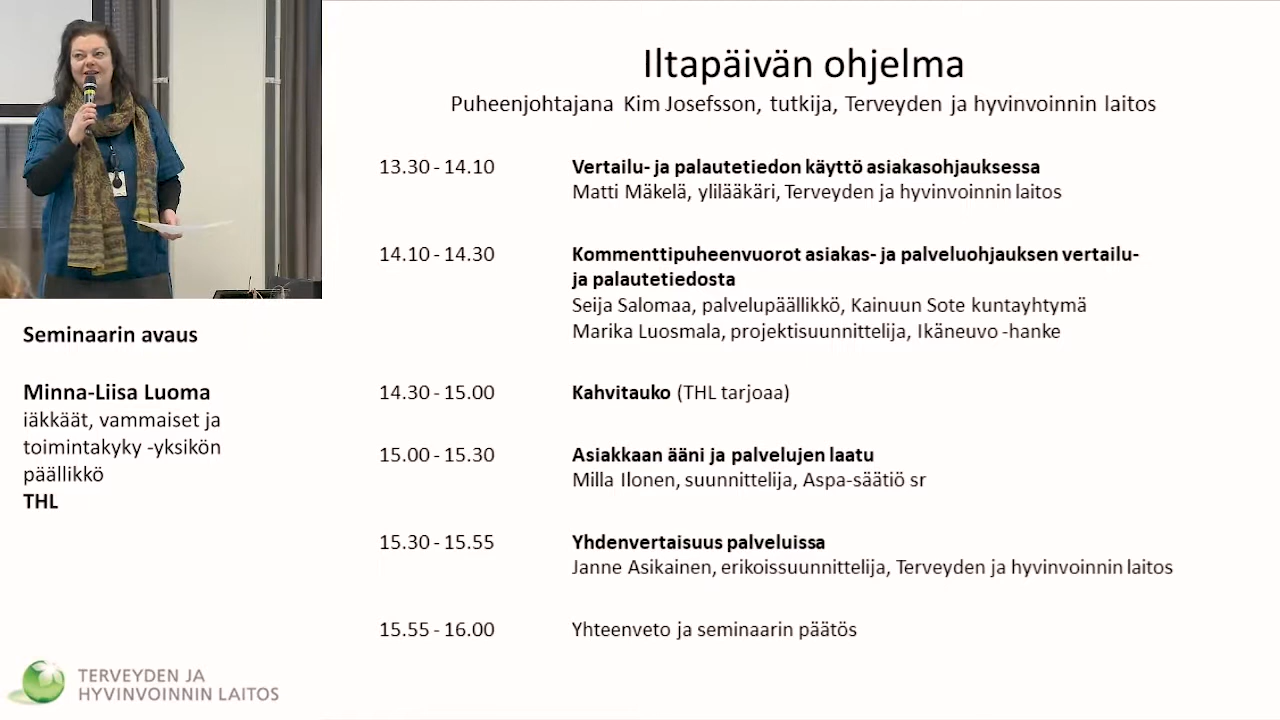 Iltapäivän ohjelma
Puheenjohtajana Kim Josefsson, tutkija, Terveyden ja hyvinvoinnin laitos
13.30 - 14.10 Vertailu- ja palautetiedon käyttö asiakasohjauksessa
Matti Mäkelä, ylilääkäri, Terveyden ja hyvinvoinnin laitos
14.10 - 14.30 Kommenttipuheenvuorot asiakas- ja palveluohjauksen vertailu-
ja palautetiedosta
Seija Salomaa, palvelupäällikkö, Kainuun Sote kuntayhtymä
Marika Luosmala, projektisuunnittelija, Ikäneuvo -hanke
14.30 - 15.00 Kahvitauko (THL tarjoaa)
15.00 - 15.30 Asiakkaan ääni ja palvelujen laatu
Milla Ilonen, suunnittelija, Aspa-säätiö sr
15.30 - 15.55 Yhdenvertaisuus palveluissa
Janne Asikainen, erikoissuunnittelija, Terveyden ja hyvinvoinnin laitos
15.55 - 16.00 Yhteenveto ja seminaarin päätös
Seminaarin avaus
Minna-Liisa Luoma
iäkkäät, vammaiset ja
toimintakyky -yksikön
päällikkö
THL
TERVEYDEN JA
HYVINVOINNIN LAITOS